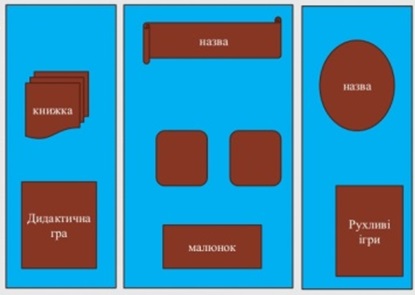 книжка
Дидактична
гра
назва
малюнок
назва
Рухливі
ігри